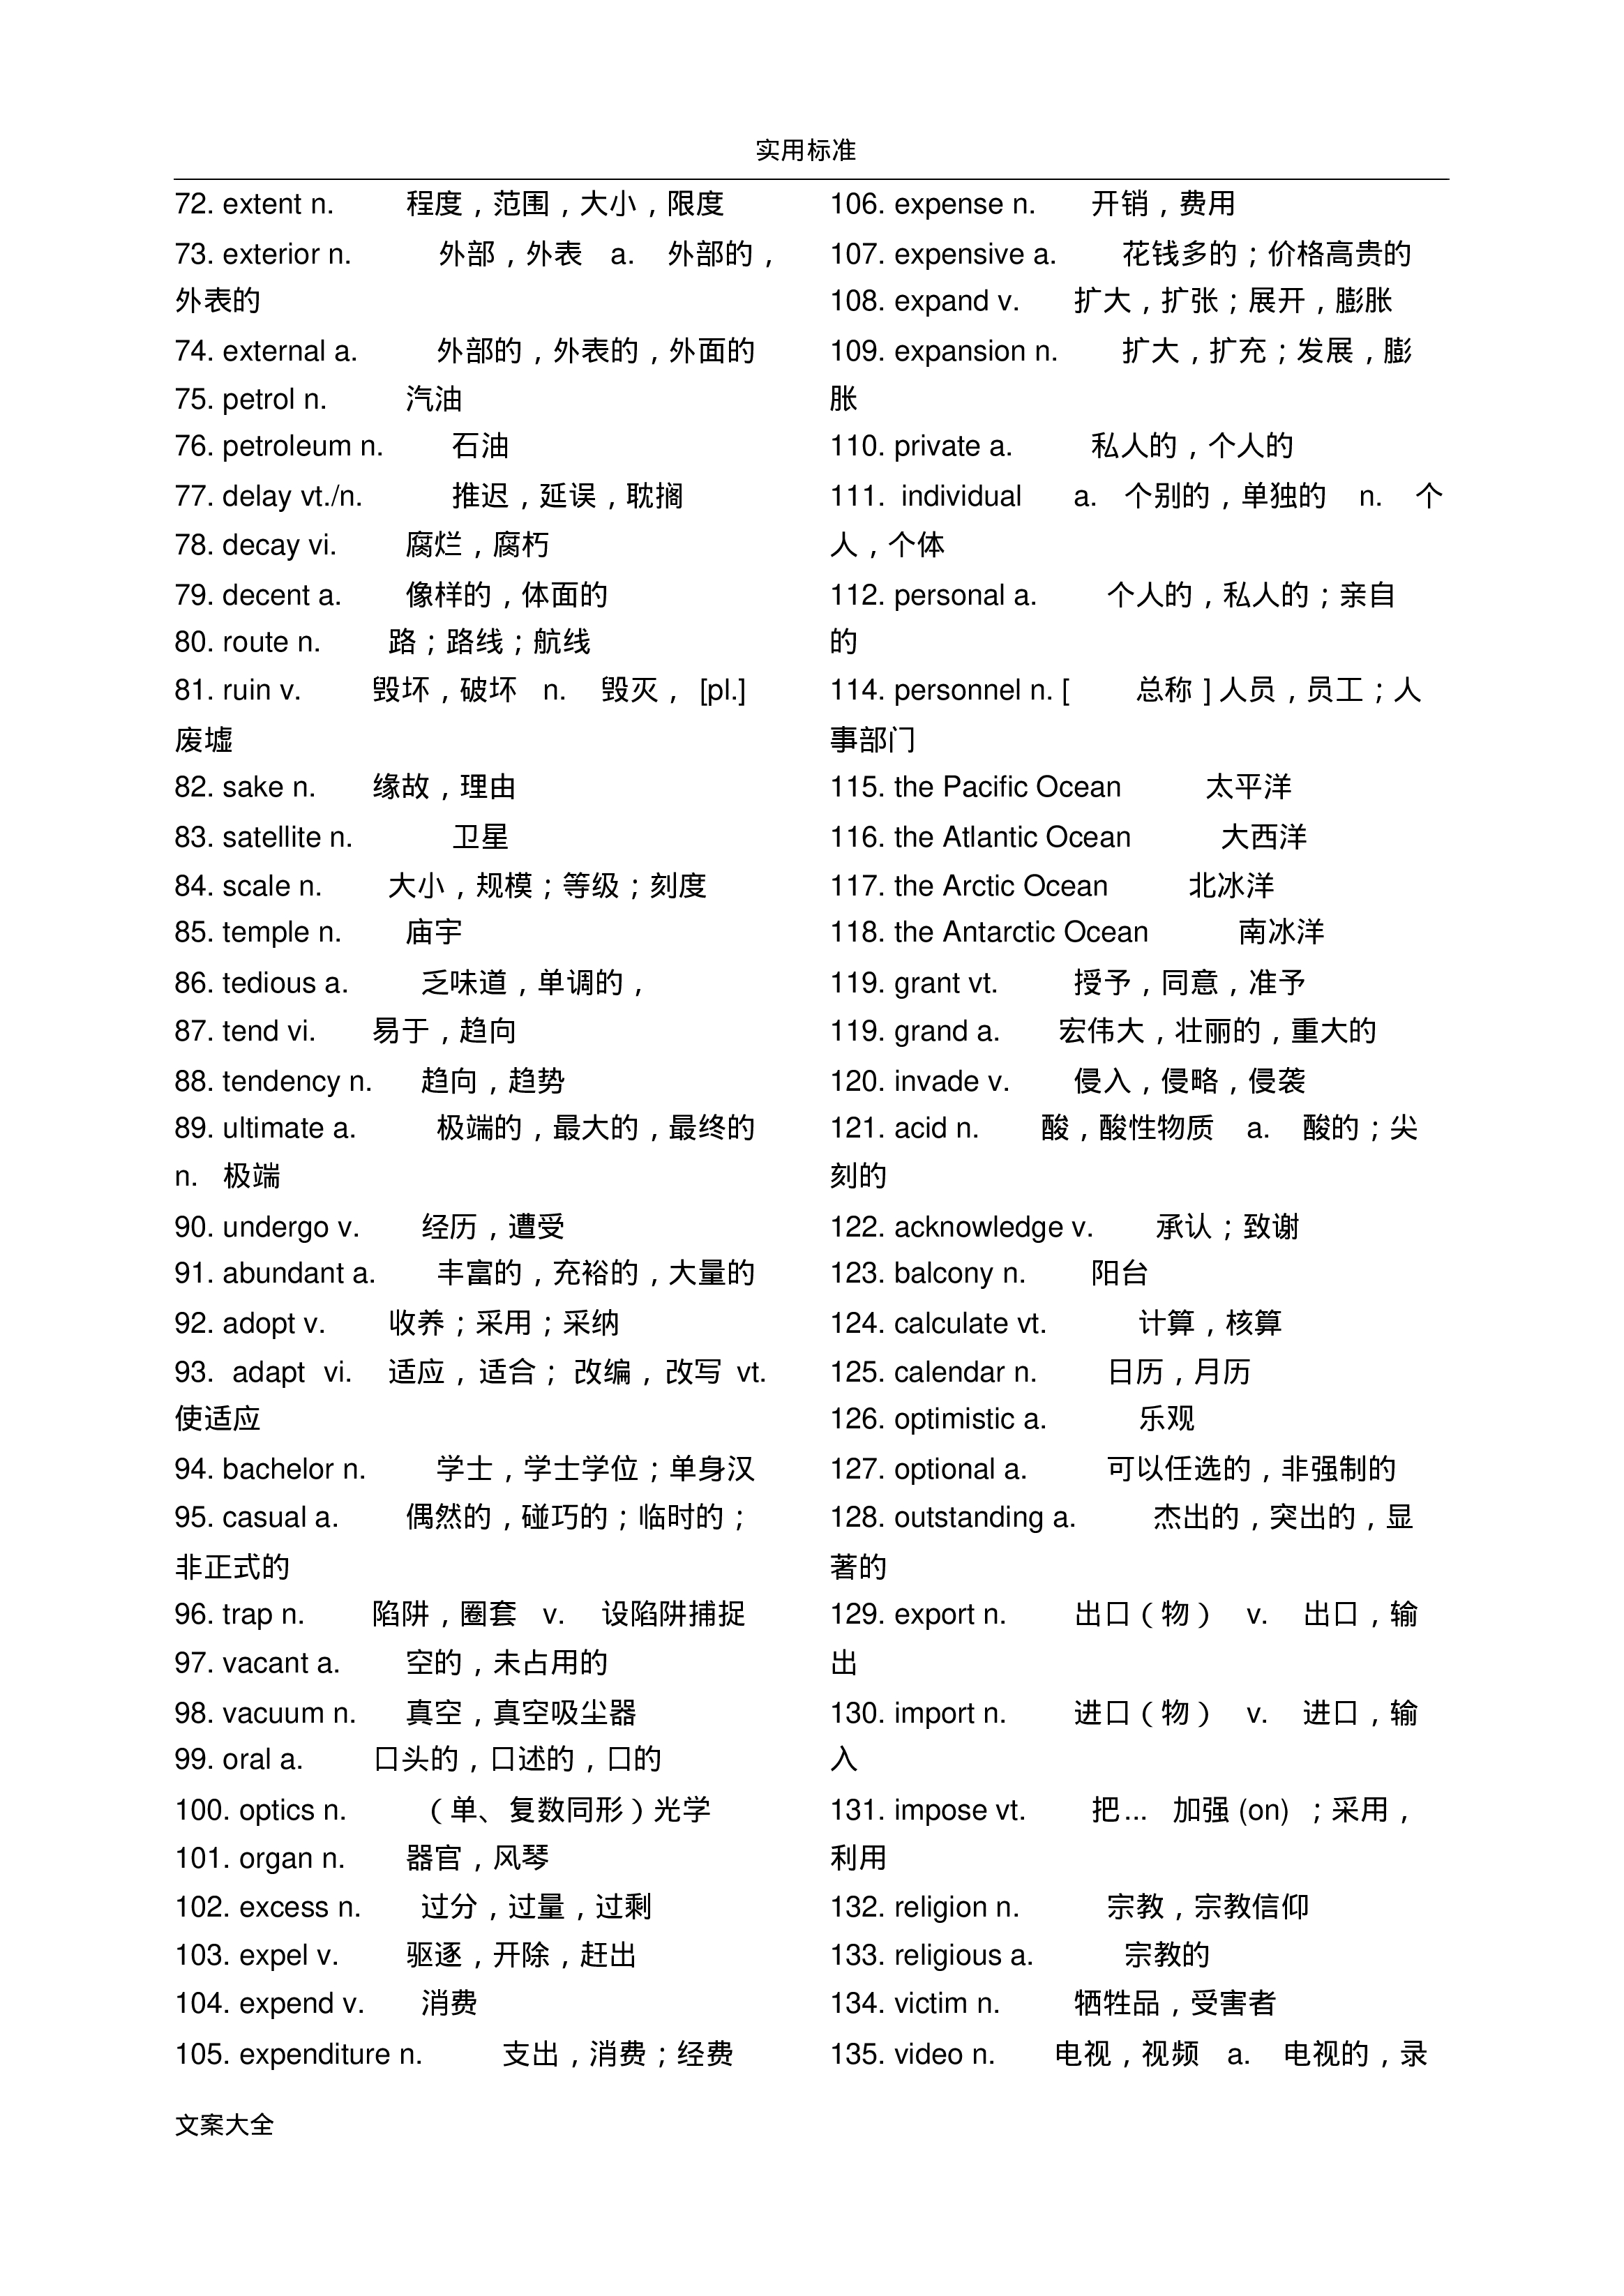 实用标准
72. extent n. 程度，范围，大小，限度
73. exterior n. 外部，外表 a. 外部的，
外表的
74. external a. 外部的，外表的，外面的
75. petrol n. 汽油
76. petroleum n. 石油
77. delay vt./n. 推迟，延误，耽搁
78. decay vi. 腐烂，腐朽
79. decent a. 像样的，体面的
80. route n. 路；路线；航线
81. ruin v. 毁坏，破坏 n. 毁灭， [pl.]
废墟
82. sake n. 缘故，理由
83. satellite n. 卫星
84. scale n. 大小，规模；等级；刻度
85. temple n. 庙宇
86. tedious a. 乏味道，单调的，
87. tend vi. 易于，趋向
88. tendency n. 趋向，趋势
89. ultimate a. 极端的，最大的，最终的
n. 极端
90. undergo v. 经历，遭受
91. abundant a. 丰富的，充裕的，大量的
92. adopt v. 收养；采用；采纳
93. adapt vi. 适应，适合； 改编，改写 vt.
使适应
94. bachelor n. 学士，学士学位；单身汉
95. casual a. 偶然的，碰巧的；临时的；
非正式的
96. trap n. 陷阱，圈套 v. 设陷阱捕捉
97. vacant a. 空的，未占用的
98. vacuum n. 真空，真空吸尘器
99. oral a. 口头的，口述的，口的
100. optics n. （单、复数同形）光学
101. organ n. 器官，风琴
102. excess n. 过分，过量，过剩
103. expel v. 驱逐，开除，赶出
104. expend v. 消费
105. expenditure n. 支出，消费；经费
106. expense n. 开销，费用
107. expensive a. 花钱多的；价格高贵的
108. expand v. 扩大，扩张；展开，膨胀
109. expansion n. 扩大，扩充；发展，膨
胀
110. private a. 私人的，个人的
111. individual a. 个别的，单独的 n. 个
人，个体
112. personal a. 个人的，私人的；亲自
的
114. personnel n. [ 总称 ] 人员，员工；人
事部门
115. the Pacific Ocean 太平洋
116. the Atlantic Ocean 大西洋
117. the Arctic Ocean 北冰洋
118. the Antarctic Ocean 南冰洋
119. grant vt. 授予，同意，准予
119. grand a. 宏伟大，壮丽的，重大的
120. invade v. 侵入，侵略，侵袭
121. acid n. 酸，酸性物质 a. 酸的；尖
刻的
122. acknowledge v. 承认；致谢
123. balcony n. 阳台
124. calculate vt. 计算，核算
125. calendar n. 日历，月历
126. optimistic a. 乐观
127. optional a. 可以任选的，非强制的
128. outstanding a. 杰出的，突出的，显
著的
129. export n. 出口（物） v. 出口，输
出
130. import n. 进口（物） v. 进口，输
入
131. impose vt. 把... 加强 (on) ；采用，
利用
132. religion n. 宗教，宗教信仰
133. religious a. 宗教的
134. victim n. 牺牲品，受害者
135. video n. 电视，视频 a. 电视的，录
文案大全